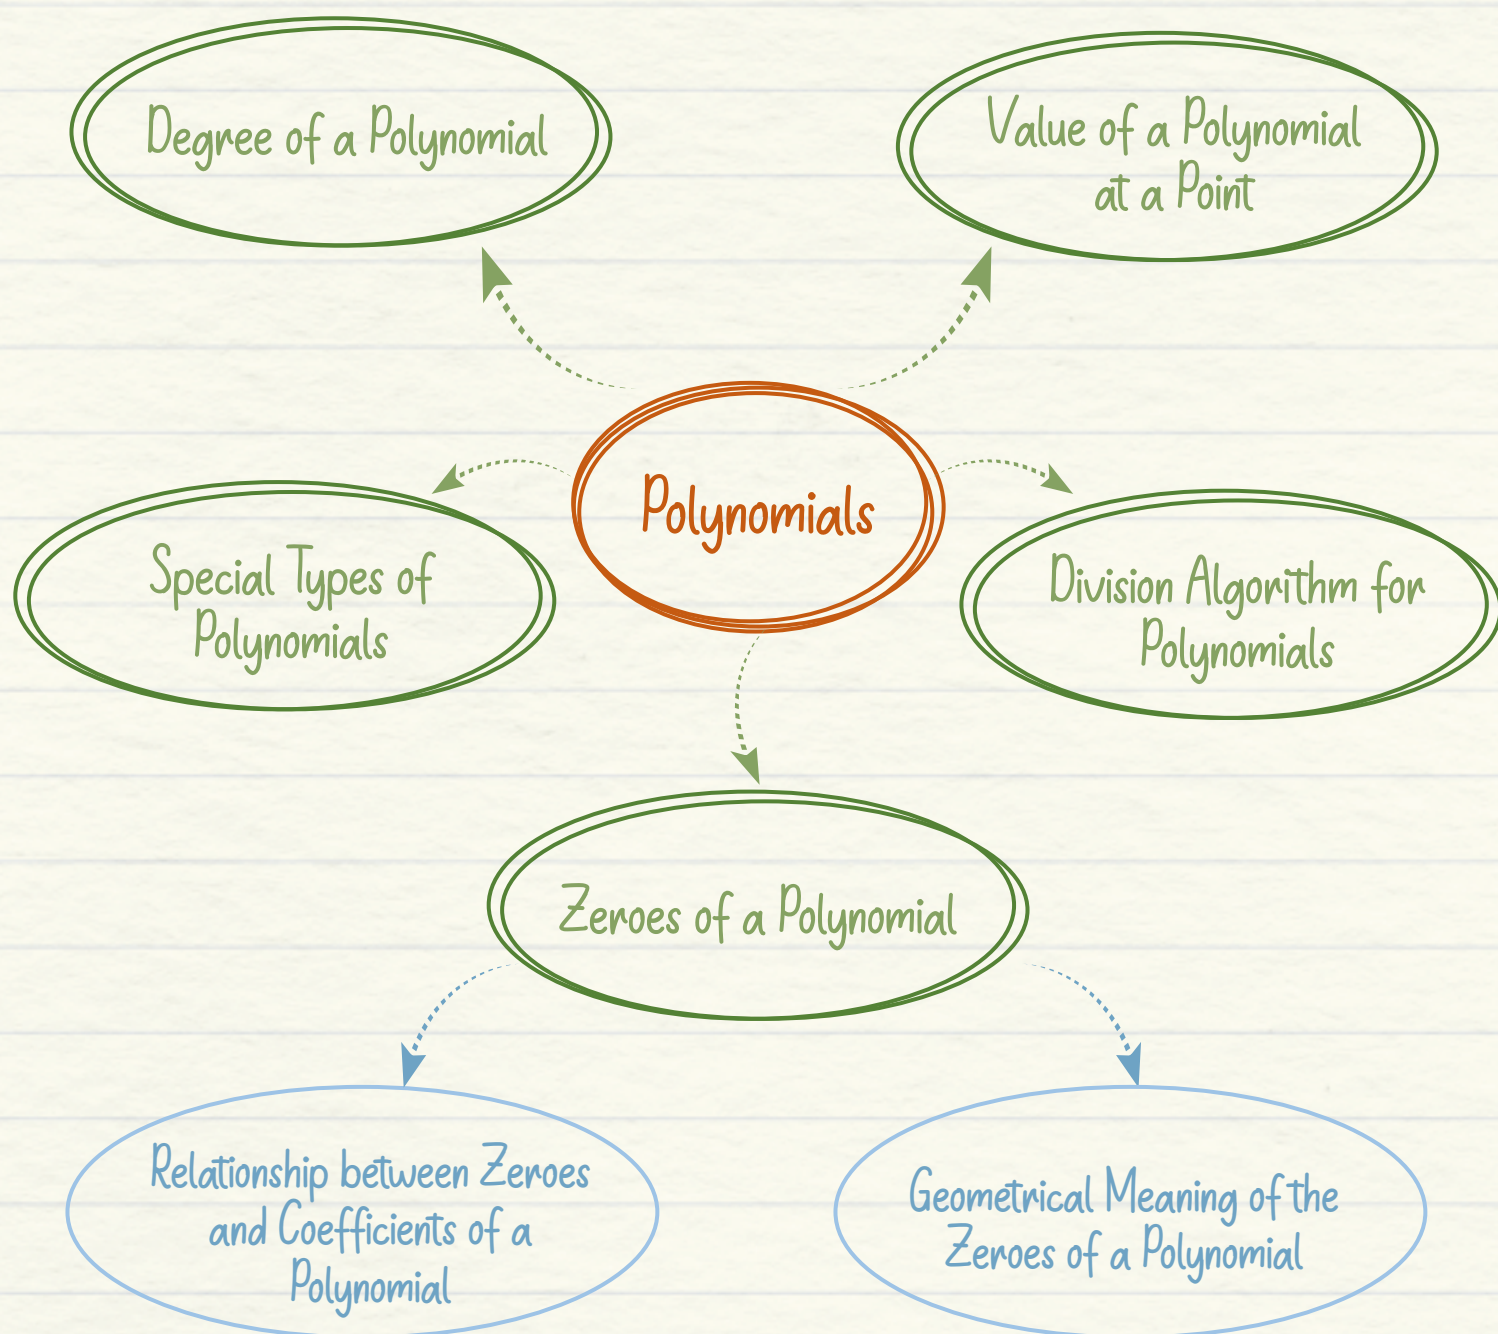 Degree of a Polynomial
Value of a Polynomial
at a Point
Polynomials
Special Types of
Polynomials
Division Algorithm for
Polynomials
Zeroes of a Polynomial
Relationship between Zeroes
and Coefficients of a
Polynomial
Geometrical Meaning of the
Zeroes of a Polynomial